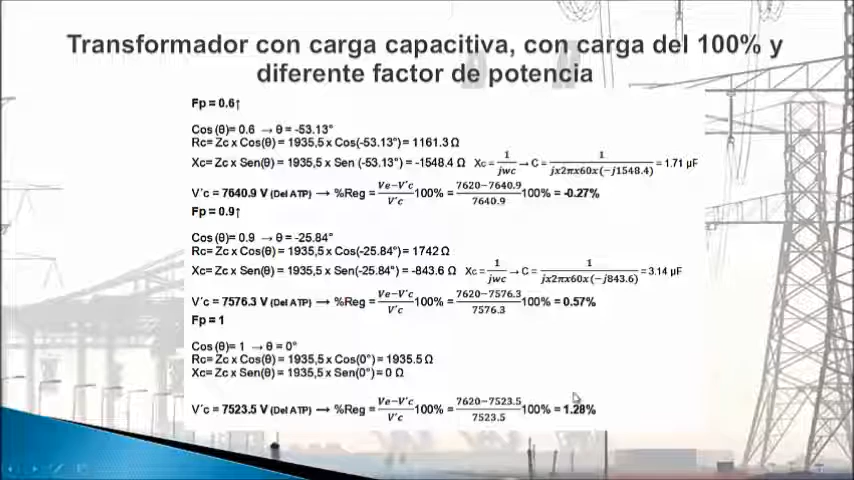 Transformador con carga capacitiva, con carga del 100% y
diferente factor de potencia
Fp = 0.6↑
Cos (θ)= 0.6 → θ = -53.13°
Rc= Zc x Cos(θ) = 1935,5 x Cos(-53.13°) = 1161.3 Ω
Xc= Zc x Sen(θ) = 1935,5 x Sen (-53.13°) = -1548.4 Ω Xc = 1/jwc → C = 1/jx2πx60x(−j1548.4) = 1.71 µF
V´c = 7640.9 V (Del ATP) → %Reg = Ve−V´c/V´c 100% = 7620−7640.9/7640.9 100% = -0.27%
Fp = 0.9↑
Cos (θ)= 0.9 → θ = -25.84°
Rc= Zc x Cos(θ) = 1935,5 x Cos(-25.84°) = 1742 Ω
Xc= Zc x Sen(θ) = 1935,5 x Sen(-25.84°) = -843.6 Ω Xc = 1/jwc → C = 1/jx2πx60x(−j843.6) = 3.14 µF
V´c = 7576.3 V (Del ATP) → %Reg = Ve−V´c/V´c 100% = 7620−7576.3/7576.3 100% = 0.57%
Fp = 1
Cos (θ)= 1 → θ = 0°
Rc= Zc x Cos(θ) = 1935,5 x Cos(0°) = 1935.5 Ω
Xc= Zc x Sen(θ) = 1935,5 x Sen(0°) = 0 Ω
V´c = 7523.5 V (Del ATP) → %Reg = Ve−V´c/V´c 100% = 7620−7523.5/7523.5 100% = 1.28%